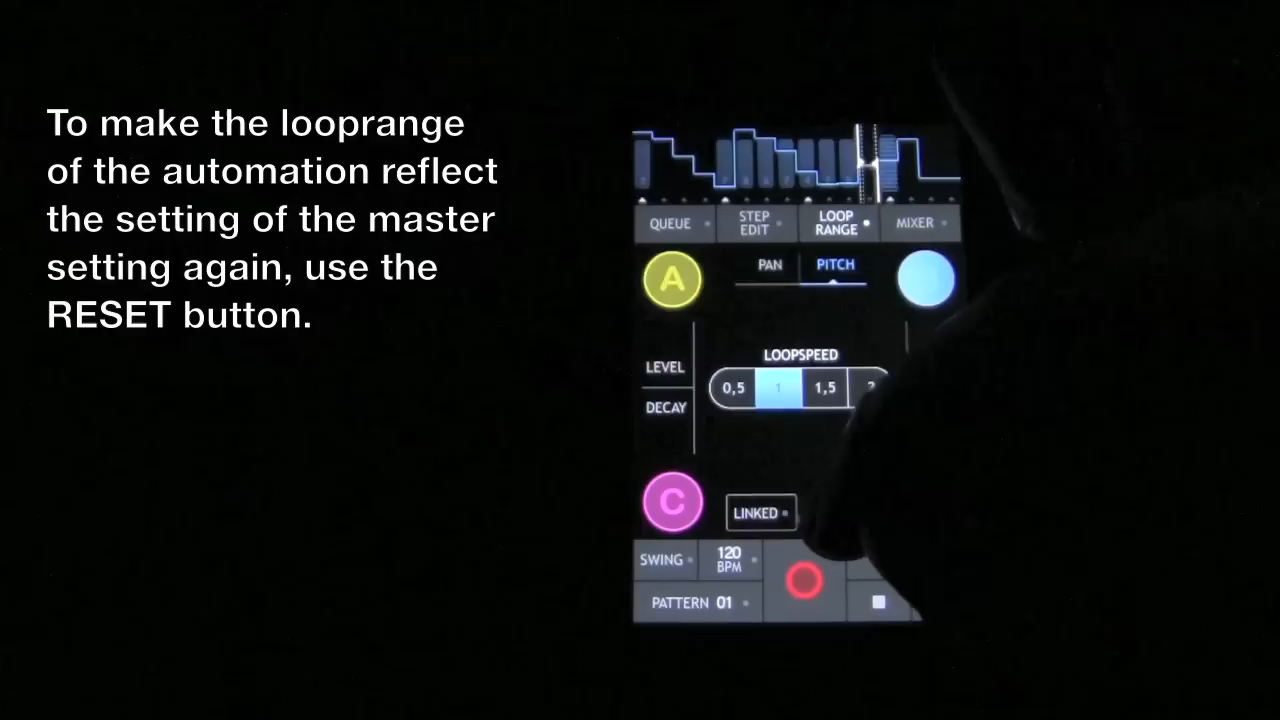 To make the looprange
of the automation reflect
the setting of the master
setting again, use the
RESET button.
QUEUE
STEP
EDIT
LOOP
RANGE
MIXER
A
PAN
PITCH
LOOPSPEED
LEVEL
0,5
1
1,5
DECAY
C
LINKED
SWING
120
BPM
PATTERN 01